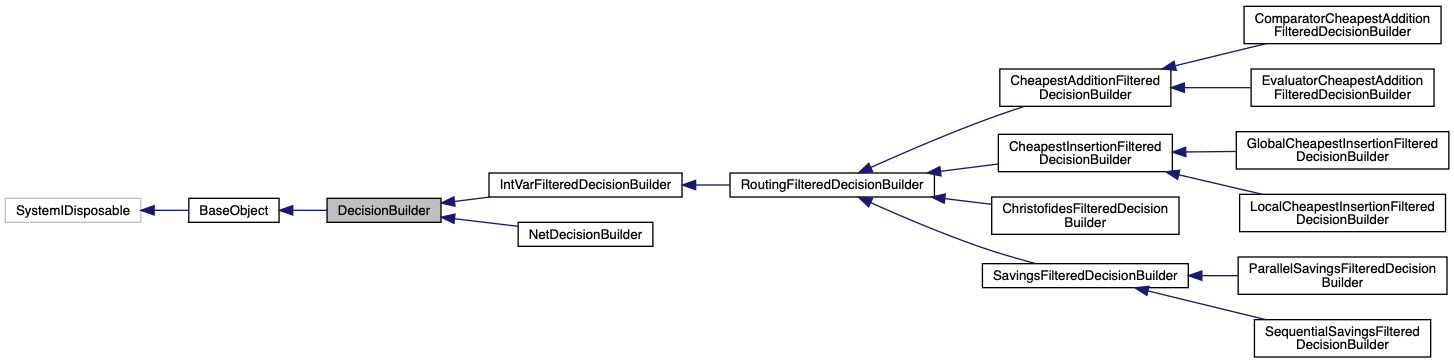 SystemIDisposable
BaseObject
DecisionBuilder
IntVarFilteredDecisionBuilder
NetDecisionBuilder
RoutingFilteredDecisionBuilder
CheapestAdditionFiltered
DecisionBuilder
CheapestInsertionFiltered
DecisionBuilder
ChristofidesFilteredDecision
Builder
SavingsFilteredDecisionBuilder
ComparatorCheapestAddition
FilteredDecisionBuilder
EvaluatorCheapestAddition
FilteredDecisionBuilder
GlobalCheapestInsertionFiltered
DecisionBuilder
LocalCheapestInsertionFiltered
DecisionBuilder
ParallelSavingsFilteredDecision
Builder
SequentialSavingsFiltered
DecisionBuilder